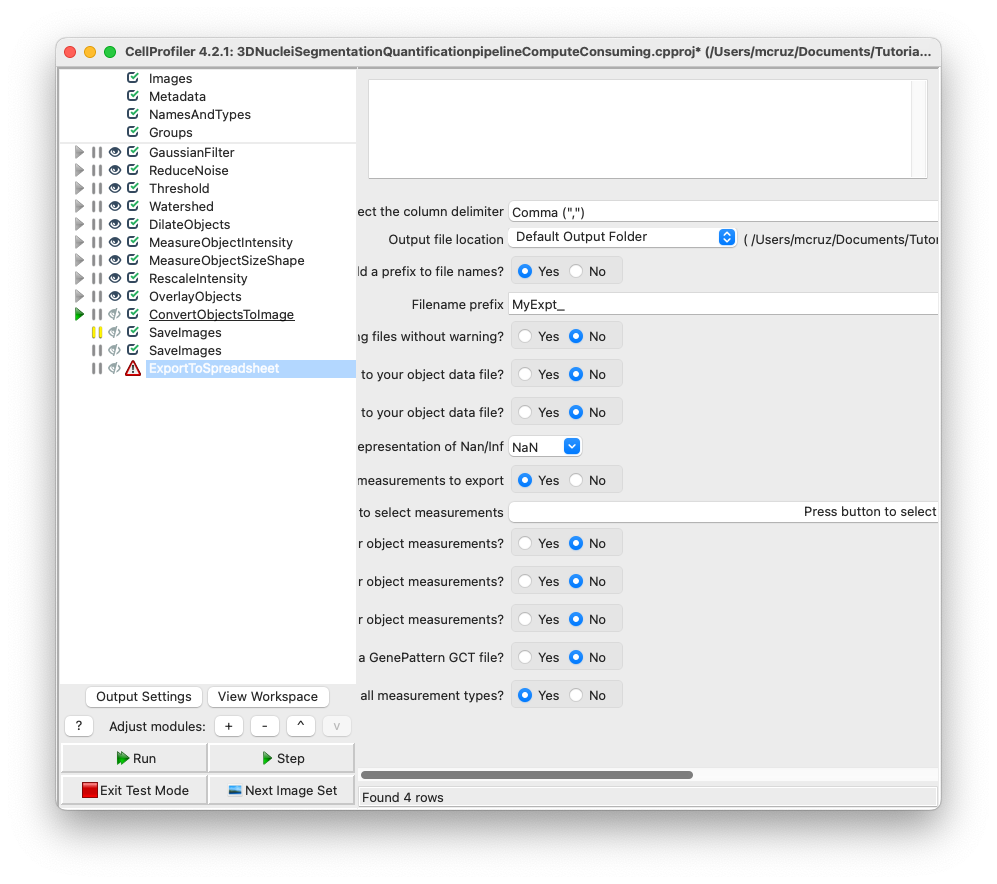 CellProfiler 4.2.1: 3DNucleiSegmentationQuantificationpipelineComputeConsuming.cpproj* (/Users/mcruz/Documents/Tutoria...
Images
Metadata
NamesAndTypes
Groups
GaussianFilter
ReduceNoise
Threshold
Watershed
DilateObjects
MeasureObjectIntensity
MeasureObjectSizeShape
RescaleIntensity
OverlayObjects
ConvertObjectsToImage
SaveImages
SaveImages
ExportToSpreadsheet
Output Settings View Workspace
? Adjust modules: + - ^ v
Run Step
Exit Test Mode Next Image Set
ect the column delimiter Comma (",")
Output file location Default Output Folder ( /Users/mcruz/Documents/Tutor
ld a prefix to file names? Yes No
Filename prefix MyExpt_
ng files without warning? Yes No
to your object data file? Yes No
to your object data file? Yes No
epresentation of Nan/Inf NaN
measurements to export Yes No
to select measurements Press button to select
r object measurements? Yes No
r object measurements? Yes No
r object measurements? Yes No
a GenePattern GCT file? Yes No
all measurement types? Yes No
Found 4 rows